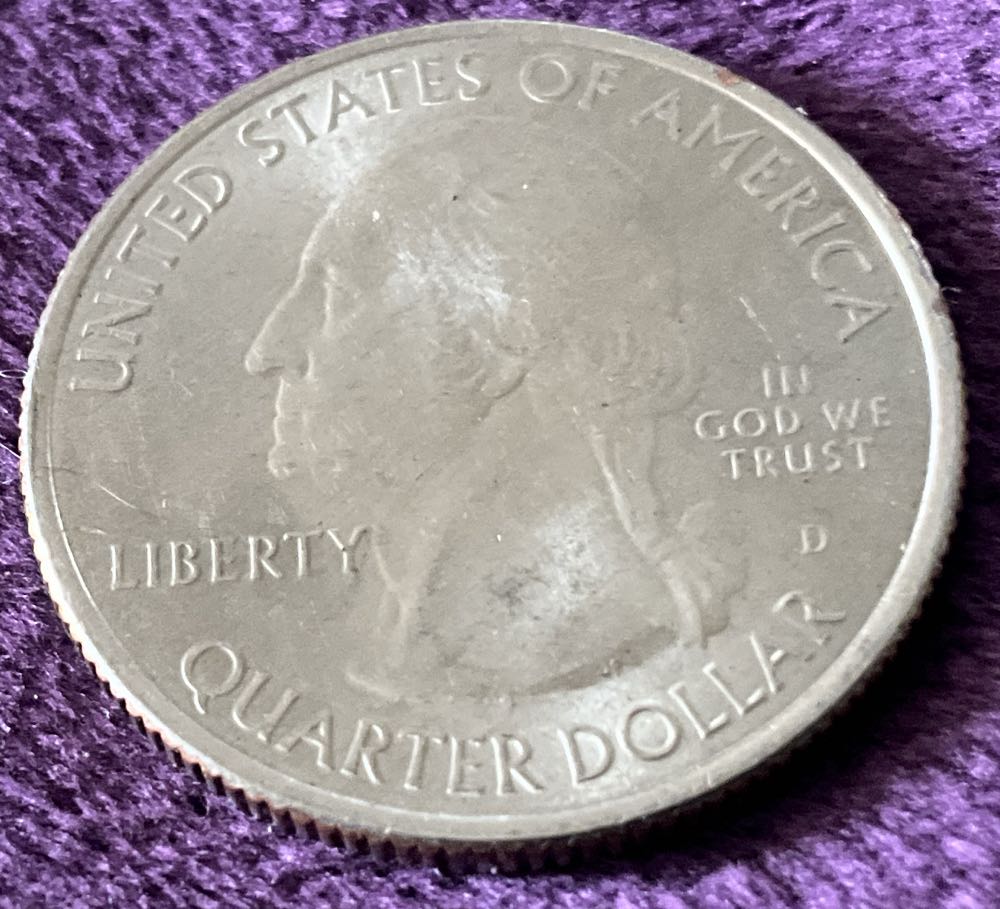 UNITED STATES OF AMERICA
IN
GOD WE
TRUST
D
LIBERTY
QUARTER DOLLAR